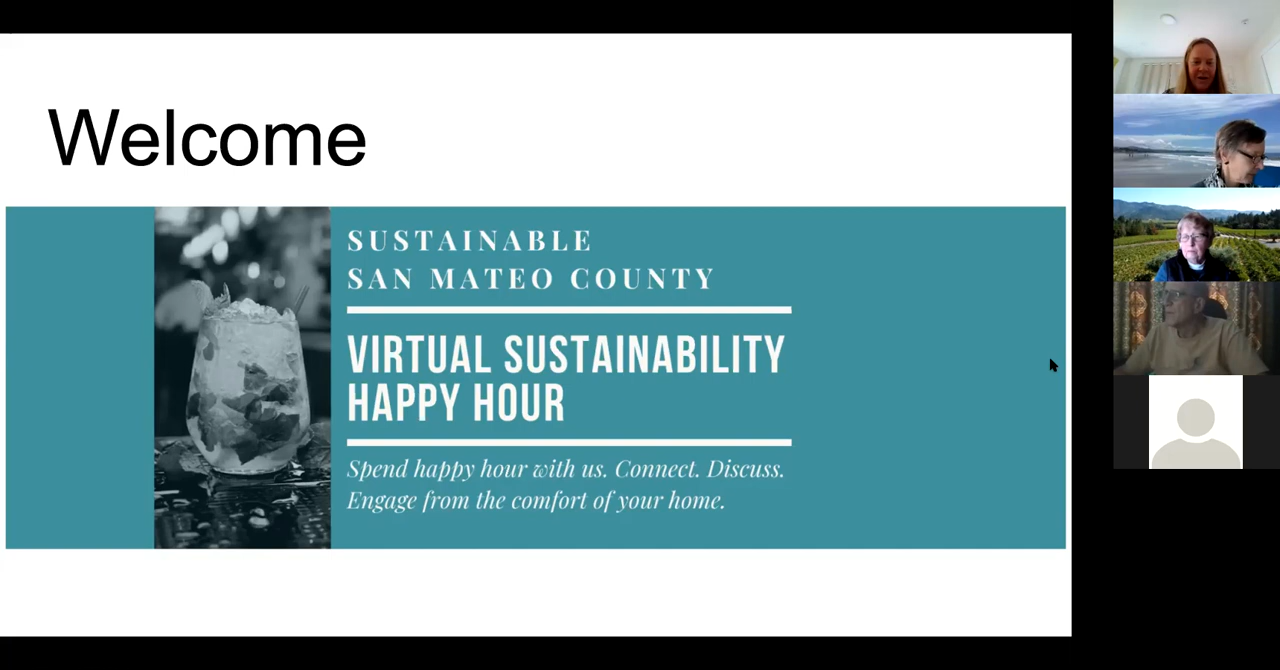 Welcome
SUSTAINABLE
SAN MATEO COUNTY
VIRTUAL SUSTAINABILITY
HAPPY HOUR
Spend happy hour with us. Connect. Discuss.
Engage from the comfort of your home.